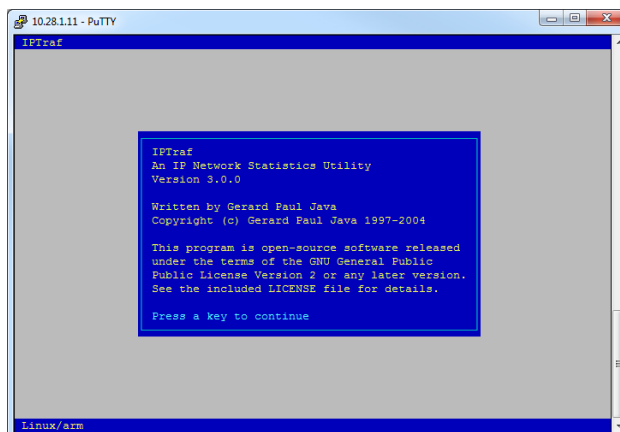 10.28.1.11 - PuTTY
IPTraf
IPTraf
An IP Network Statistics Utility
Version 3.0.0
Written by Gerard Paul Java
Copyright (c) Gerard Paul Java 1997-2004
This program is open-source software released
under the terms of the GNU General Public
Public License Version 2 or any later version.
See the included LICENSE file for details.
Press a key to continue
Linux/arm